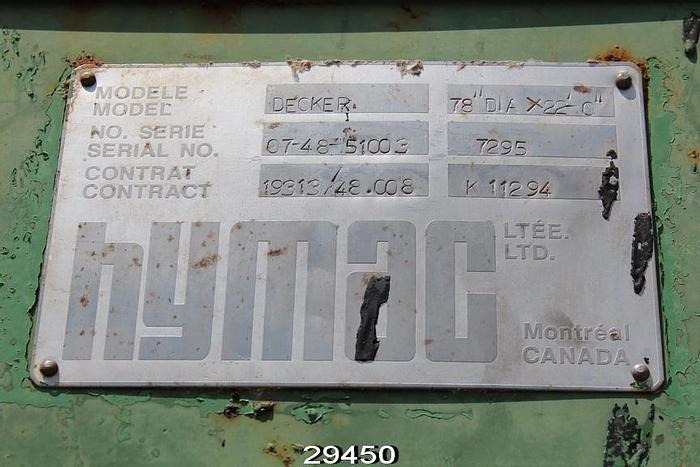 MODELE
MODEL DECKER 78" DIA X 22' 0"
NO. SERIE
SERIAL NO. 07-48-51003 7295
CONTRAT
CONTRACT 19313/48.008 K 11294
hymac LTÉE.
LTD.
Montréal
CANADA
29450